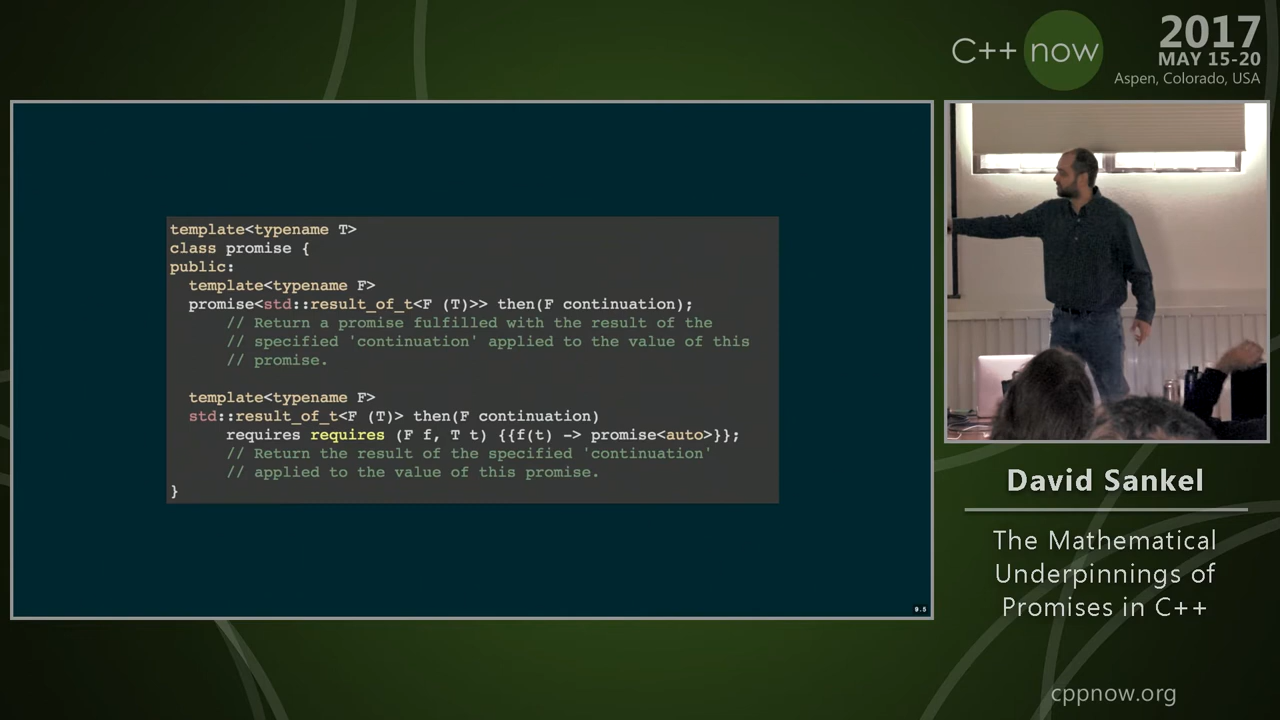 C++ now
2017
MAY 15-20
Aspen, Colorado, USA
template<typename T>
class promise {
public:
  template<typename F>
  promise<std::result_of_t<F (T)>> then(F continuation);
      // Return a promise fulfilled with the result of the
      // specified 'continuation' applied to the value of this
      // promise.
  template<typename F>
  std::result_of_t<F (T)> then(F continuation)
      requires requires (F f, T t) {{f(t) -> promise<auto>}};
      // Return the result of the specified 'continuation'
      // applied to the value of this promise.
}
9.5
David Sankel
The Mathematical
Underpinnings of
Promises in C++
cppnow.org